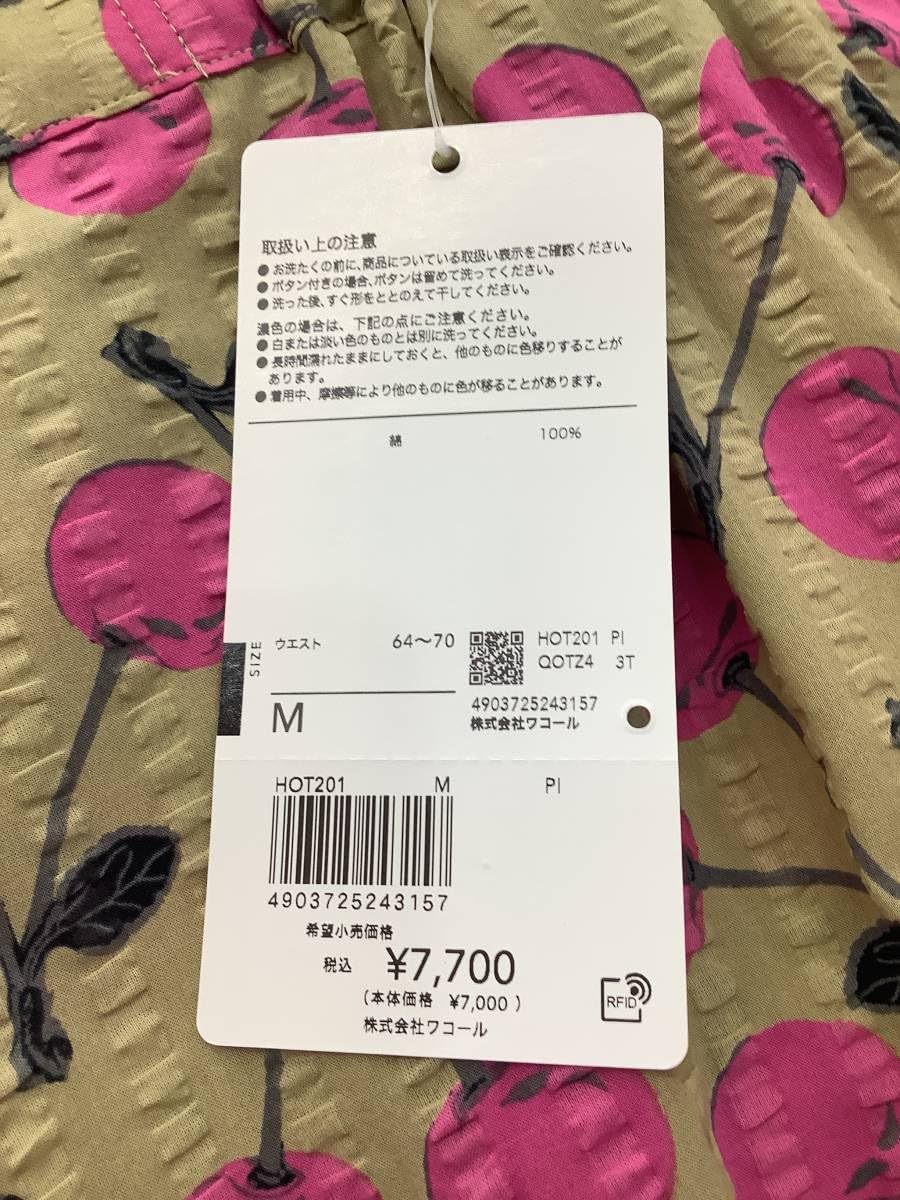 取扱い上の注意
● お洗たくの前に、商品についている取扱い表示をご確認ください。
● ボタン付きの場合、ボタンは留めて洗ってください。
● 洗った後、すぐ形をととのえて干してください。
濃色の場合は、下記の点にご注意ください。
● 白または淡い色のものとは別に洗ってください。
● 長時間濡れたままにしておくと、他のものに色移りすることが
あります。
● 着用中、摩擦等により他のものに色が移ることがあります。
綿 100%
SIZE
ウエスト 64〜70
M
HOT201 PI
QOTZ4 3T
4903725243157
株式会社ワコール
HOT201 M PI
4903725243157
希望小売価格
税込 ¥7,700
(本体価格 ¥7,000)
株式会社ワコール
RFID